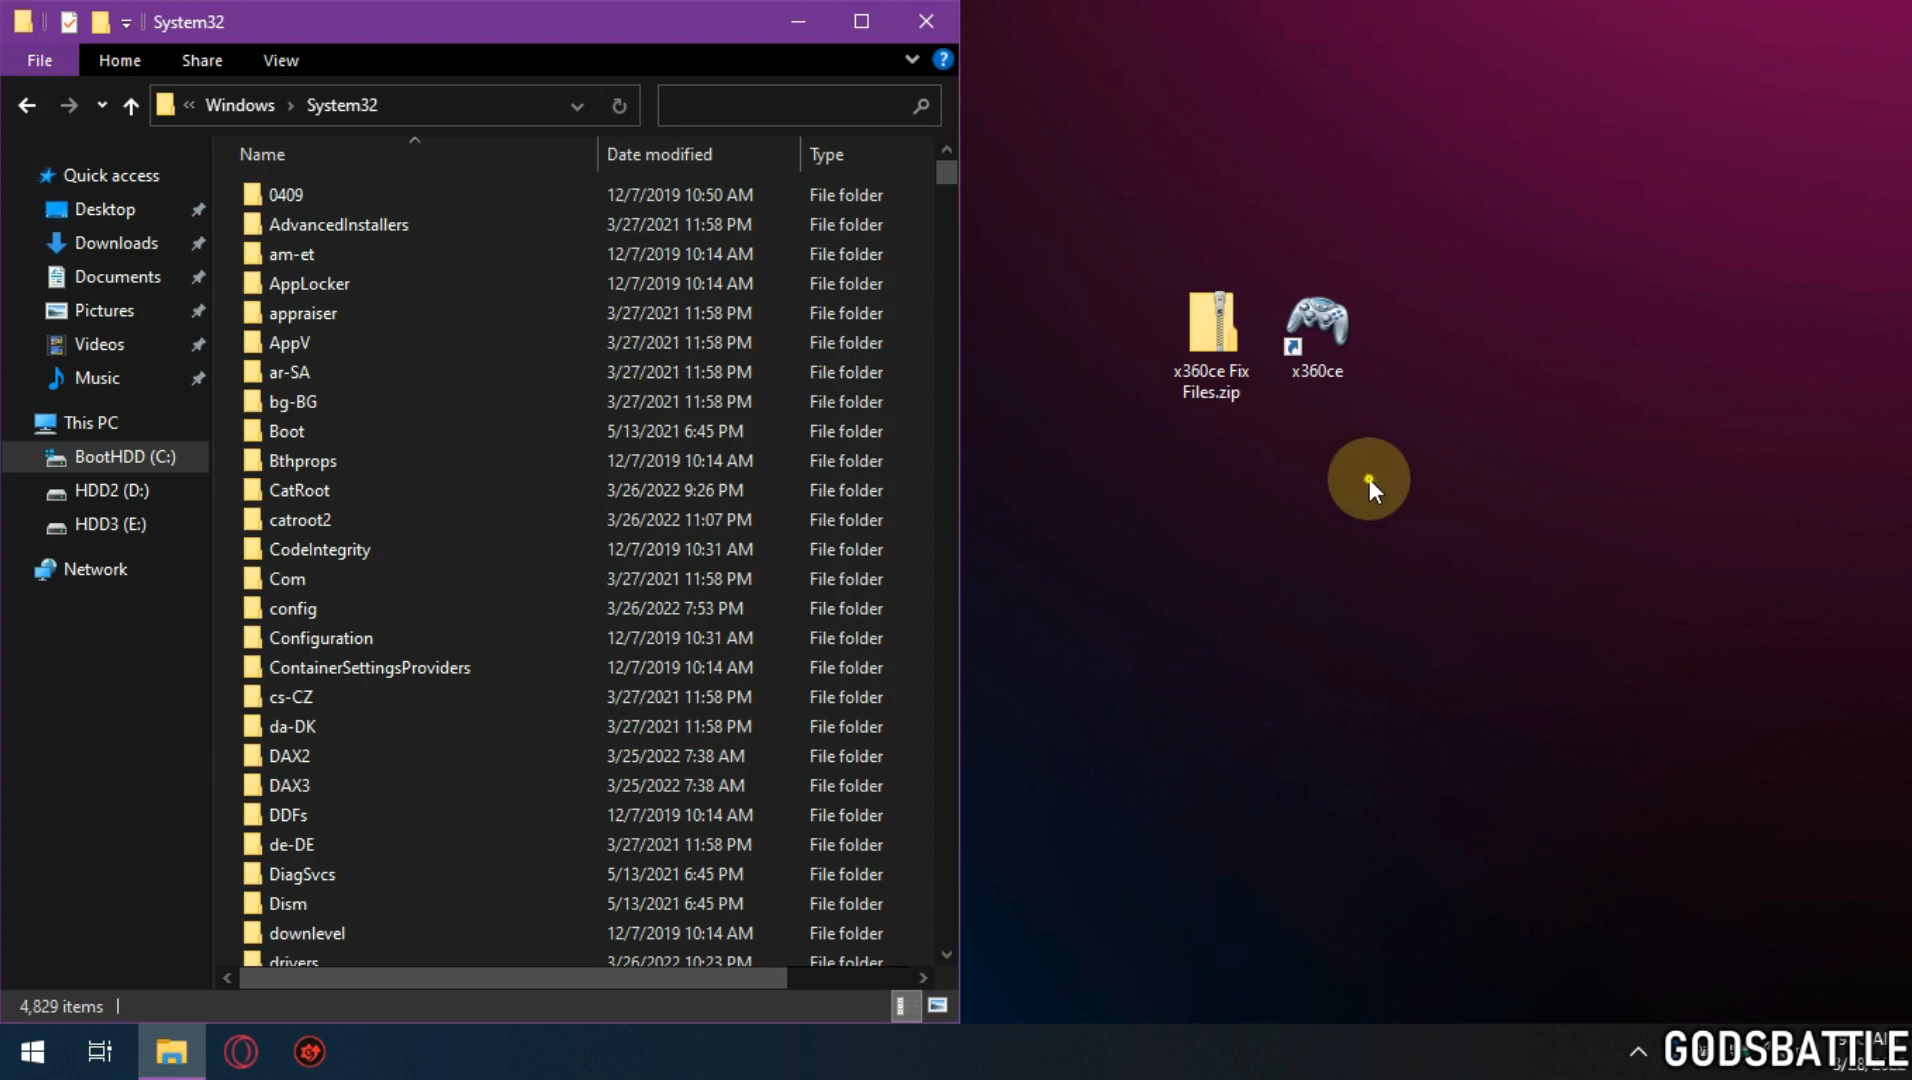 System32
File Home Share View
« Windows › System32
Name Date modified Type
Quick access
Desktop
Downloads
Documents
Pictures
Videos
Music
This PC
BootHDD (C:)
HDD2 (D:)
HDD3 (E:)
Network
0409 12/7/2019 10:50 AM File folder
AdvancedInstallers 3/27/2021 11:58 PM File folder
am-et 12/7/2019 10:14 AM File folder
AppLocker 12/7/2019 10:14 AM File folder
appraiser 3/27/2021 11:58 PM File folder
AppV 3/27/2021 11:58 PM File folder
ar-SA 3/27/2021 11:58 PM File folder
bg-BG 3/27/2021 11:58 PM File folder
Boot 5/13/2021 6:45 PM File folder
Bthprops 12/7/2019 10:14 AM File folder
CatRoot 3/26/2022 9:26 PM File folder
catroot2 3/26/2022 11:07 PM File folder
CodeIntegrity 12/7/2019 10:31 AM File folder
Com 3/27/2021 11:58 PM File folder
config 3/26/2022 7:53 PM File folder
Configuration 12/7/2019 10:31 AM File folder
ContainerSettingsProviders 12/7/2019 10:14 AM File folder
cs-CZ 3/27/2021 11:58 PM File folder
da-DK 3/27/2021 11:58 PM File folder
DAX2 3/25/2022 7:38 AM File folder
DAX3 3/25/2022 7:38 AM File folder
DDFs 12/7/2019 10:14 AM File folder
de-DE 3/27/2021 11:58 PM File folder
DiagSvcs 5/13/2021 6:45 PM File folder
Dism 5/13/2021 6:45 PM File folder
downlevel 12/7/2019 10:14 AM File folder
drivers 3/26/2022 10:23 PM File folder
4,829 items
x360ce Fix
Files.zip
x360ce
GODSBATTLE